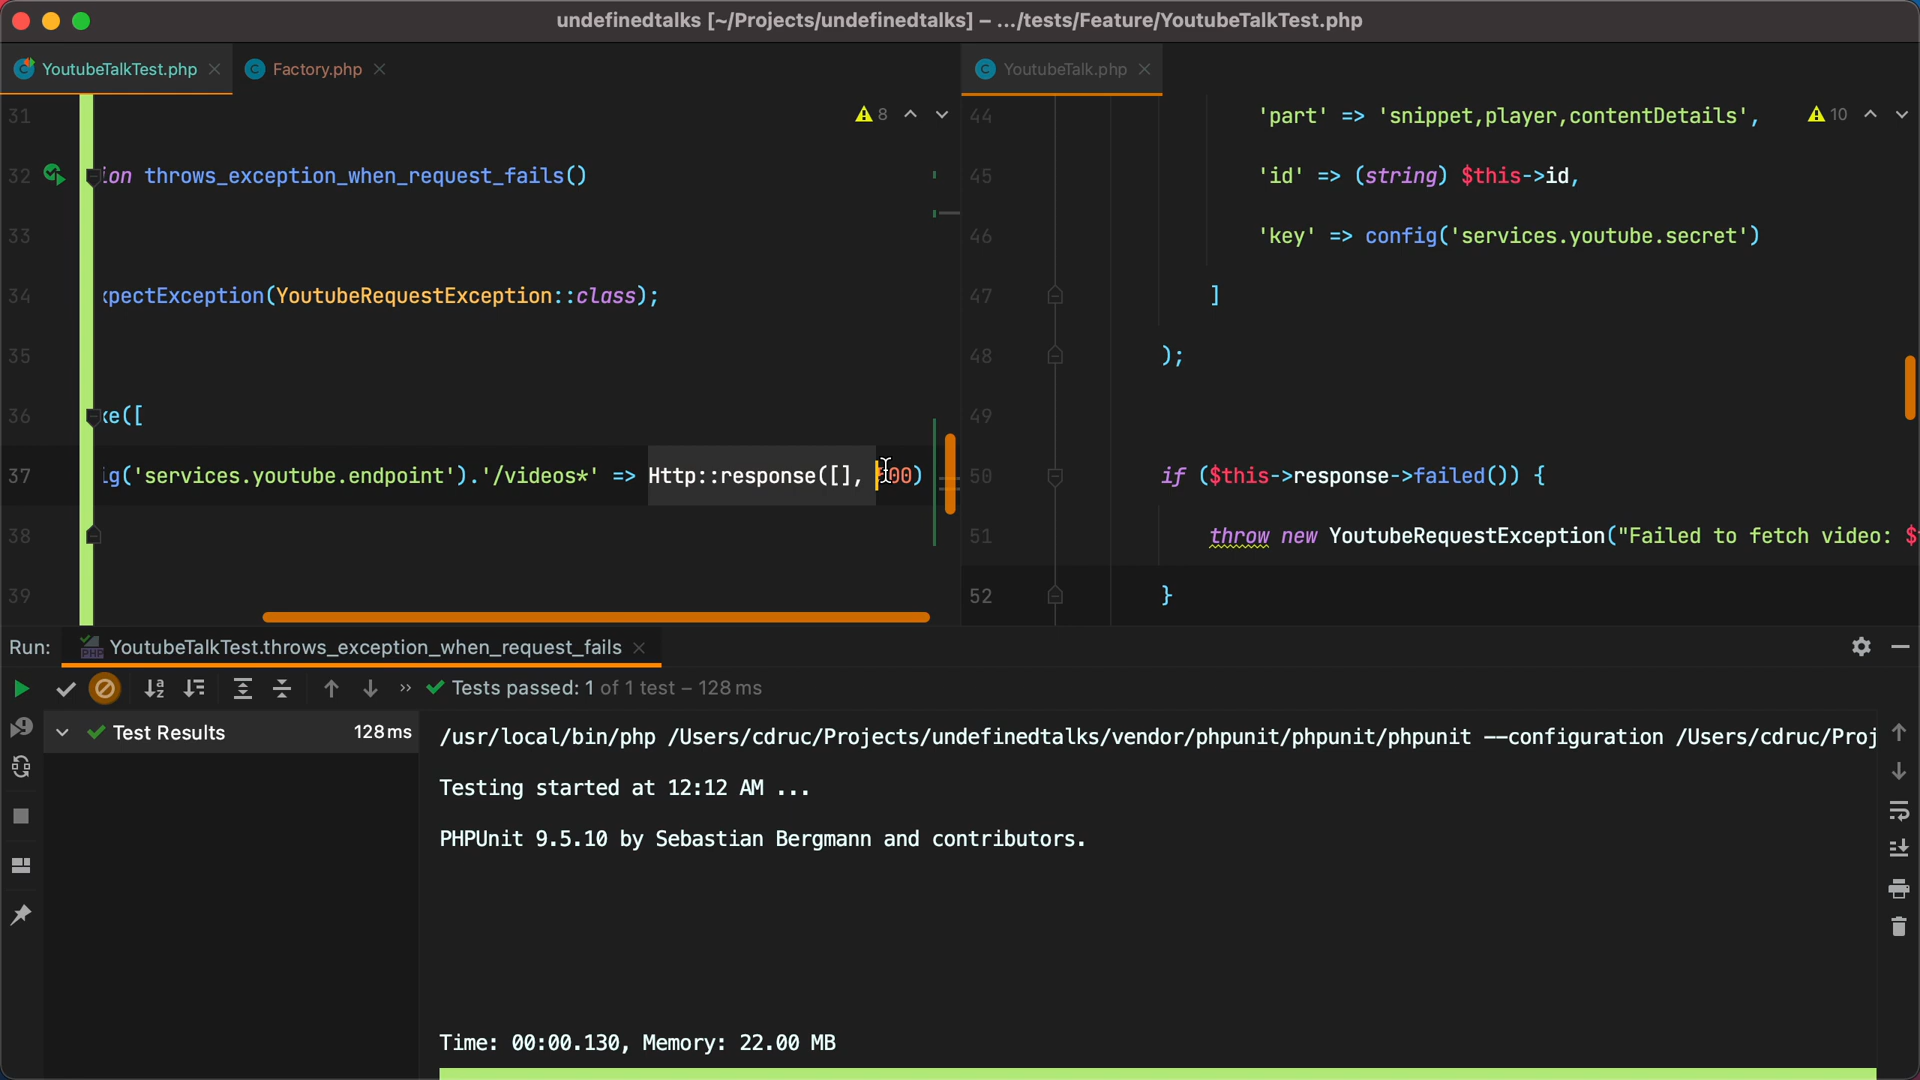 undefinedtalks [~/Projects/undefinedtalks] – .../tests/Feature/YoutubeTalkTest.php
YoutubeTalkTest.php
Factory.php
YoutubeTalk.php
31
8
32 ion throws_exception_when_request_fails()
33
34 xpectException(YoutubeRequestException::class);
35
36 ke([
37 ig('services.youtube.endpoint').'/videos*' => Http::response([], 00)
38
39
44 'part' => 'snippet,player,contentDetails',
10
45 'id' => (string) $this->id,
46 'key' => config('services.youtube.secret')
47 ]
48 );
49
50 if ($this->response->failed()) {
51 throw new YoutubeRequestException("Failed to fetch video: $
52 }
Run: YoutubeTalkTest.throws_exception_when_request_fails
» Tests passed: 1 of 1 test – 128 ms
Test Results 128 ms
/usr/local/bin/php /Users/cdruc/Projects/undefinedtalks/vendor/phpunit/phpunit/phpunit --configuration /Users/cdruc/Proj
Testing started at 12:12 AM ...
PHPUnit 9.5.10 by Sebastian Bergmann and contributors.
Time: 00:00.130, Memory: 22.00 MB